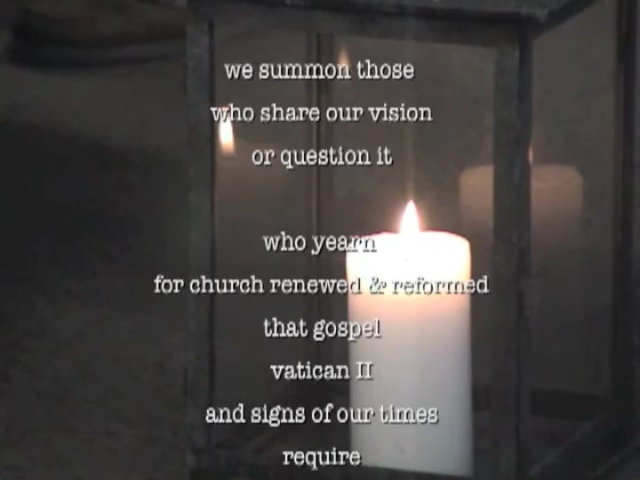 we summon those
who share our vision
or question it
who yearn
for church renewed & reformed
that gospel
vatican II
and signs of our times
require